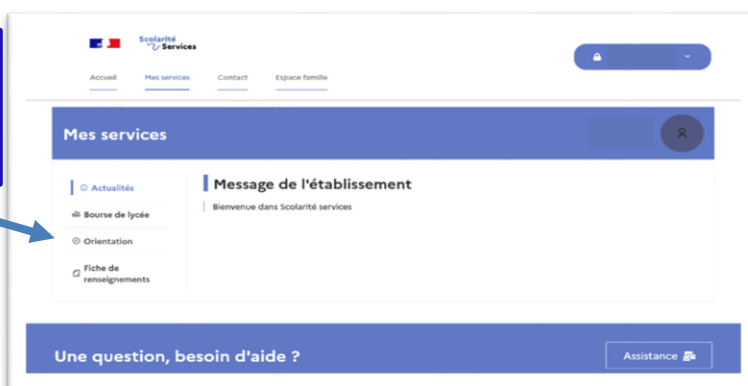 Scolarité
Services
Accueil Mes services Contact Espace famille
Mes services
Actualités
Message de l'établissement
Bienvenue dans Scolarité services
Bourse de lycée
Orientation
Fiche de
renseignements
Une question, besoin d'aide ?
Assistance